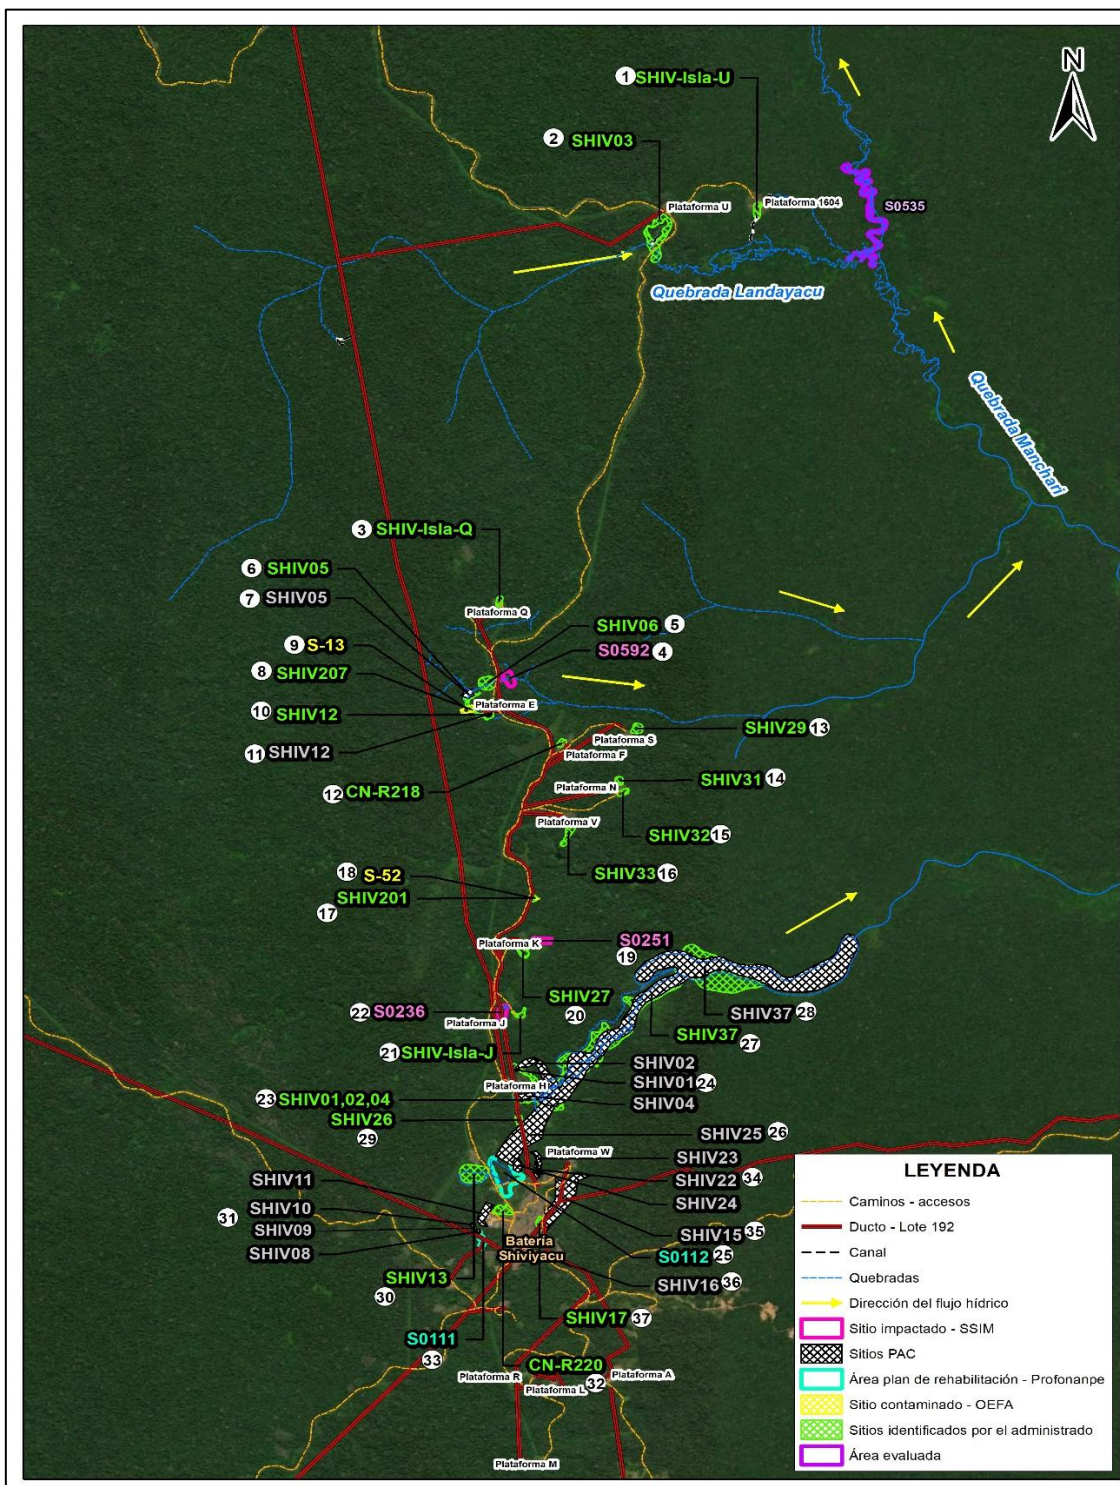 N
1 SHIV-Isla-U
2 SHIV03
Plataforma U
Plataforma 1604
S0535
Quebrada Landayacu
Quebrada Manchari
3 SHIV-Isla-Q
Plataforma Q
6 SHIV05
7 SHIV05
SHIV06 5
9 S-13
S0592 4
8 SHIV207
Plataforma E
10 SHIV12
11 SHIV12
Plataforma S
SHIV29 13
Plataforma F
SHIV31 14
Plataforma N
12 CN-R218
Plataforma V
SHIV32 15
SHIV33 16
18 S-52
SHIV201
17
Plataforma K
S0251
19
SHIV27
20
22 S0236
Plataforma J
SHIV37 28
SHIV37
27
21 SHIV-Isla-J
SHIV02
Plataforma H
SHIV01 24
23 SHIV01,02,04
SHIV04
SHIV26
29
SHIV25 26
Plataforma W
SHIV23
SHIV22 34
SHIV24
SHIV11
SHIV10
31
SHIV09
SHIV08
SHIV15 35
Batería
Shiviyacu
S0112 25
SHIV16 36
SHIV13
30
SHIV17 37
S0111
33
CN-R220
32
Plataforma R
Plataforma A
Plataforma L
Plataforma M
LEYENDA
Caminos - accesos
Ducto - Lote 192
Canal
Quebradas
Dirección del flujo hídrico
Sitio impactado - SSIM
Sitios PAC
Área plan de rehabilitación - Profonanpe
Sitio contaminado - OEFA
Sitios identificados por el administrado
Área evaluada